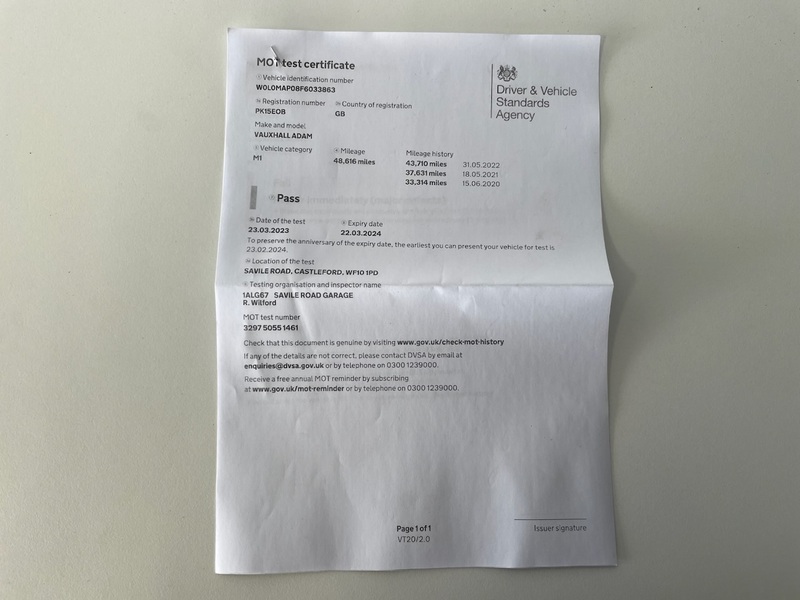 MOT test certificate
Vehicle identification number
W0L0MAP08F6033863
Registration number
Country of registration
PK15EOB
GB
Make and model
VAUXHALL ADAM
Vehicle category
Mileage
Mileage history
M1
48,616 miles
43,710 miles 31.05.2022
37,631 miles 18.05.2021
33,314 miles 15.06.2020
Driver & Vehicle
Standards
Agency
Pass
Date of the test
Expiry date
23.03.2023
22.03.2024
To preserve the anniversary of the expiry date, the earliest you can present your vehicle for test is
23.02.2024.
Location of the test
SAVILE ROAD, CASTLEFORD, WF10 1PD
Testing organisation and inspector name
1ALG67 SAVILE ROAD GARAGE
R. Wilford
MOT test number
3297 5055 1461
Check that this document is genuine by visiting www.gov.uk/check-mot-history
If any of the details are not correct, please contact DVSA by email at
enquiries@dvsa.gov.uk or by telephone on 0300 1239000.
Receive a free annual MOT reminder by subscribing
at www.gov.uk/mot-reminder or by telephone on 0300 1239000.
Page 1 of 1
VT20/2.0
Issuer signature